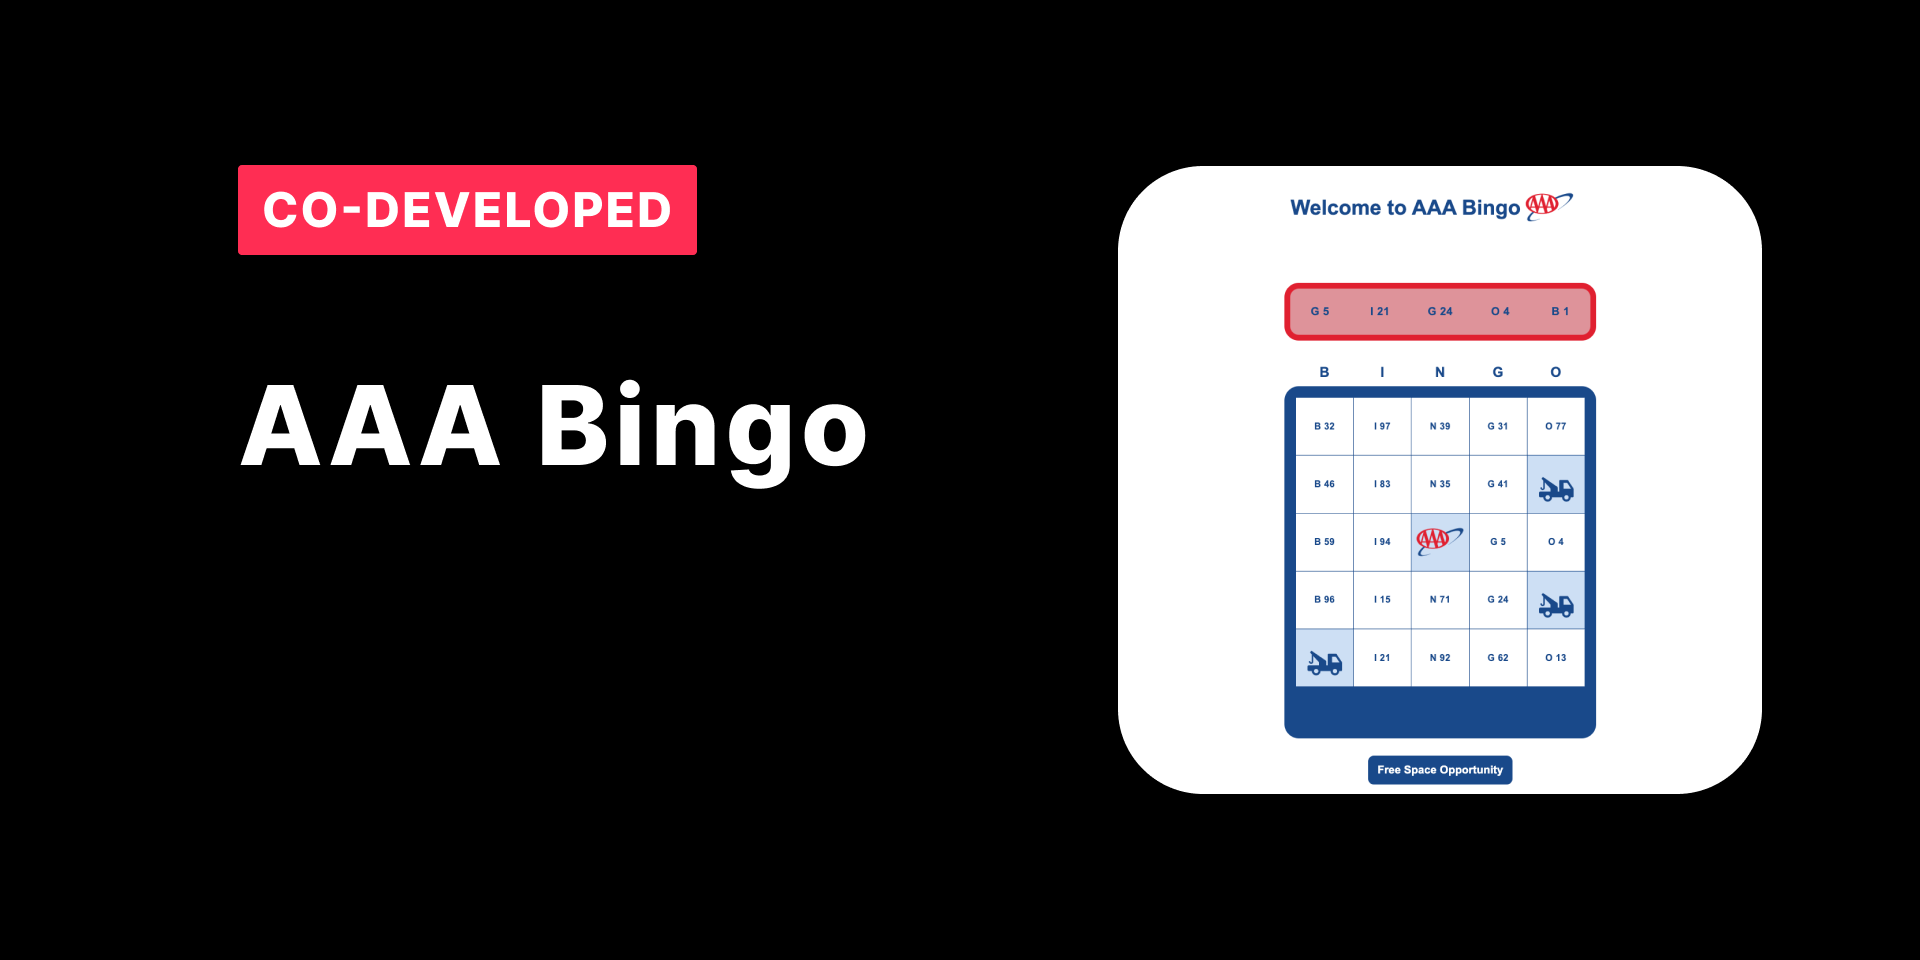 CO-DEVELOPED
AAA Bingo
Welcome to AAA Bingo AAA
G 5 I 21 G 24 O 4 B 1
B I N G O
B 32 I 97 N 39 G 31 O 77
B 46 I 83 N 35 G 41
B 59 I 94 AAA G 5 O 4
B 96 I 15 N 71 G 24
I 21 N 92 G 62 O 13
Free Space Opportunity